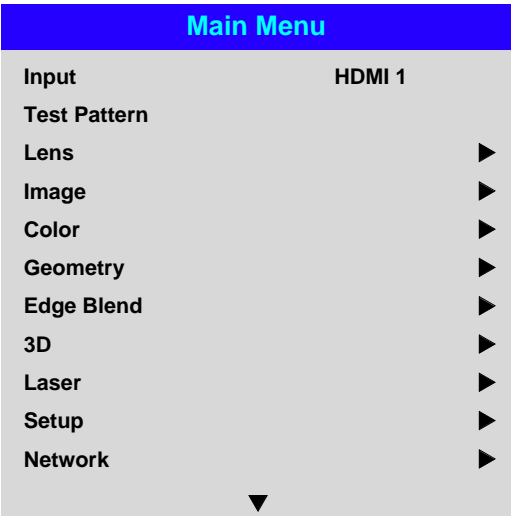 Main Menu
Input HDMI 1
Test Pattern
Lens
Image
Color
Geometry
Edge Blend
3D
Laser
Setup
Network